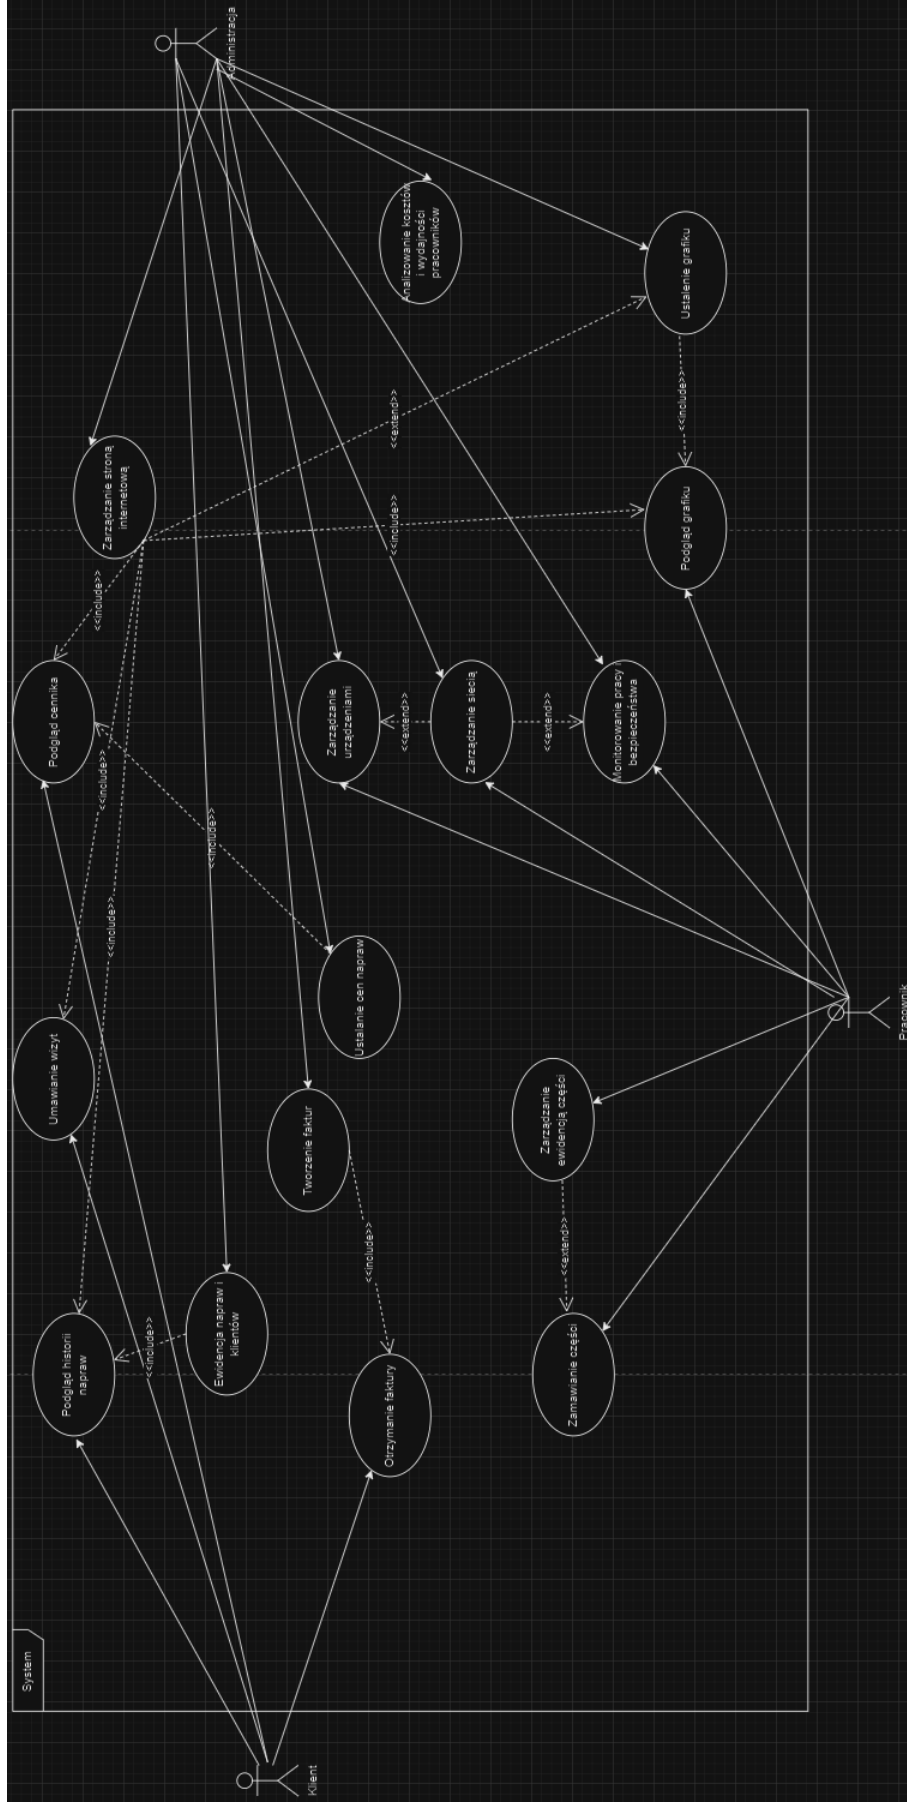 System
Podgląd historii
napraw
Umawianie wizyt
Podgląd cennika
Zarządzanie stroną
internetową
<<include>>
<<include>>
<<include>>
<<include>>
<<include>>
Ewidencja napraw i
klientów
Administracja
Klient
Tworzenie faktur
Ustalanie cen napraw
Zarządzanie
urządzeniami
<<include>>
Otrzymanie faktury
<<extend>>
<<include>>
<<extend>>
Analizowanie kosztów
i wydajności
pracowników
Zarządzanie siecią
<<extend>>
Zarządzanie
ewidencją części
<<extend>>
Zamawianie części
Monitorowanie pracy i
bezpieczeństwa
Podgląd grafiku
<<include>>
Ustalenie grafiku
Pracownik